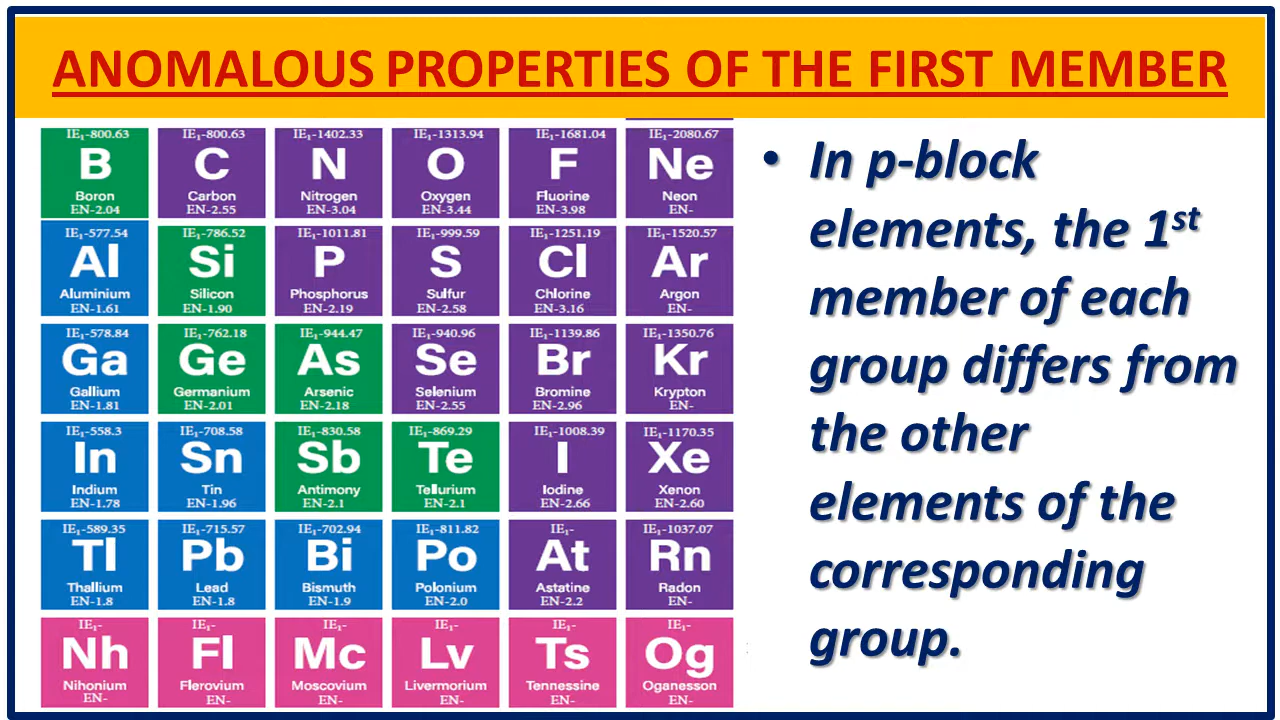 ANOMALOUS PROPERTIES OF THE FIRST MEMBER
IE₁-800.63 IE₁-800.63 IE₁-1402.33 IE₁-1313.94 IE₁-1681.04 IE₁-2080.67
B C N O F Ne
Boron Carbon Nitrogen Oxygen Fluorine Neon
EN-2.04 EN-2.55 EN-3.04 EN-3.44 EN-3.98 EN-
IE₁-577.54 IE₁-786.52 IE₁-1011.81 IE₁-999.59 IE₁-1251.19 IE₁-1520.57
Al Si P S Cl Ar
Aluminium Silicon Phosphorus Sulfur Chlorine Argon
EN-1.61 EN-1.90 EN-2.19 EN-2.58 EN-3.16 EN-
IE₁-578.84 IE₁-762.18 IE₁-944.47 IE₁-940.96 IE₁-1139.86 IE₁-1350.76
Ga Ge As Se Br Kr
Gallium Germanium Arsenic Selenium Bromine Krypton
EN-1.81 EN-2.01 EN-2.18 EN-2.55 EN-2.96 EN-
IE₁-558.3 IE₁-708.58 IE₁-830.58 IE₁-869.29 IE₁-1008.39 IE₁-1170.35
In Sn Sb Te I Xe
Indium Tin Antimony Tellurium Iodine Xenon
EN-1.78 EN-1.96 EN-2.1 EN-2.1 EN-2.66 EN-2.60
IE₁-589.35 IE₁-715.57 IE₁-702.94 IE₁-811.82 IE₁- IE₁-1037.07
Tl Pb Bi Po At Rn
Thallium Lead Bismuth Polonium Astatine Radon
EN-1.8 EN-1.8 EN-1.9 EN-2.0 EN-2.2 EN-
IE₁- IE₁- IE₁- IE₁- IE₁- IE₁-
Nh Fl Mc Lv Ts Og
Nihonium Flerovium Moscovium Livermorium Tennessine Oganesson
EN- EN- EN- EN- EN- EN-
• In p-block
elements, the 1st
member of each
group differs from
the other
elements of the
corresponding
group.